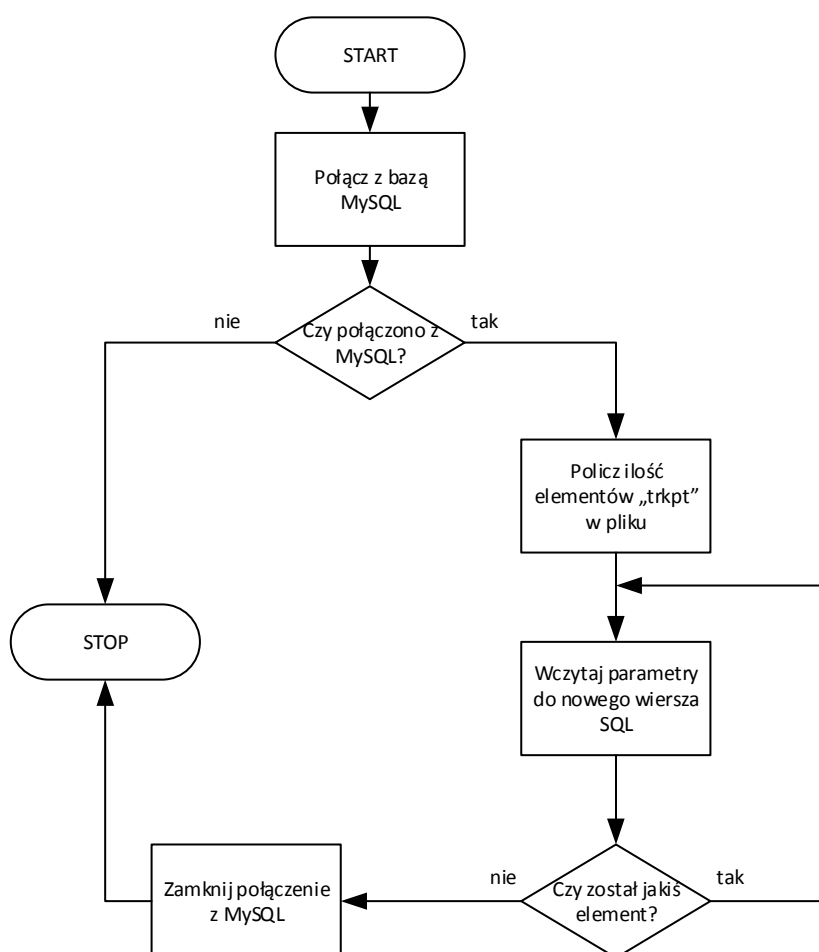 START
Połącz z bazą
MySQL
nie
Czy połączono z
MySQL?
tak
Policz ilość
elementów „trkpt”
w pliku
STOP
Wczytaj parametry
do nowego wiersza
SQL
Zamknij połączenie
z MySQL
nie
Czy został jakiś
element?
tak